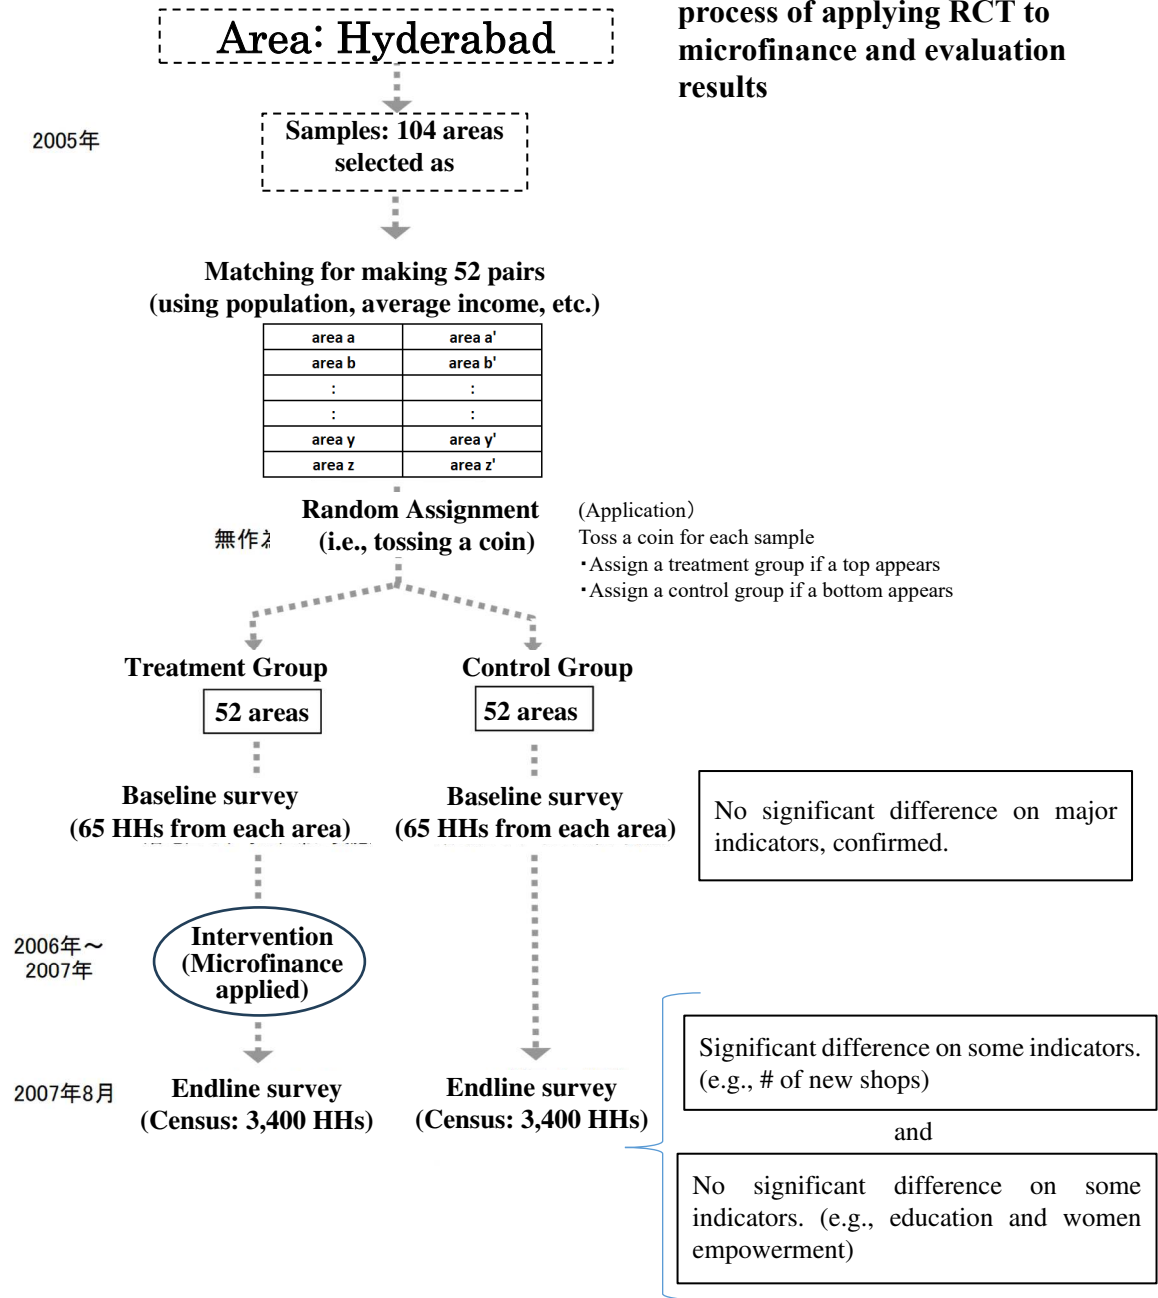 process of applying RCT to
microfinance and evaluation
results
Area: Hyderabad
2005年
Samples: 104 areas
selected as
Matching for making 52 pairs
(using population, average income, etc.)
area a area a'
area b area b'
: :
: :
area y area y'
area z area z'
無作
Random Assignment
(i.e., tossing a coin)
(Application）
Toss a coin for each sample
・Assign a treatment group if a top appears
・Assign a control group if a bottom appears
Treatment Group
52 areas
Control Group
52 areas
Baseline survey
(65 HHs from each area)
Baseline survey
(65 HHs from each area)
No significant difference on major
indicators, confirmed.
2006年～
2007年
Intervention
(Microfinance
applied)
2007年8月
Endline survey
(Census: 3,400 HHs)
Endline survey
(Census: 3,400 HHs)
Significant difference on some indicators.
(e.g., # of new shops)
and
No significant difference on some
indicators. (e.g., education and women
empowerment)